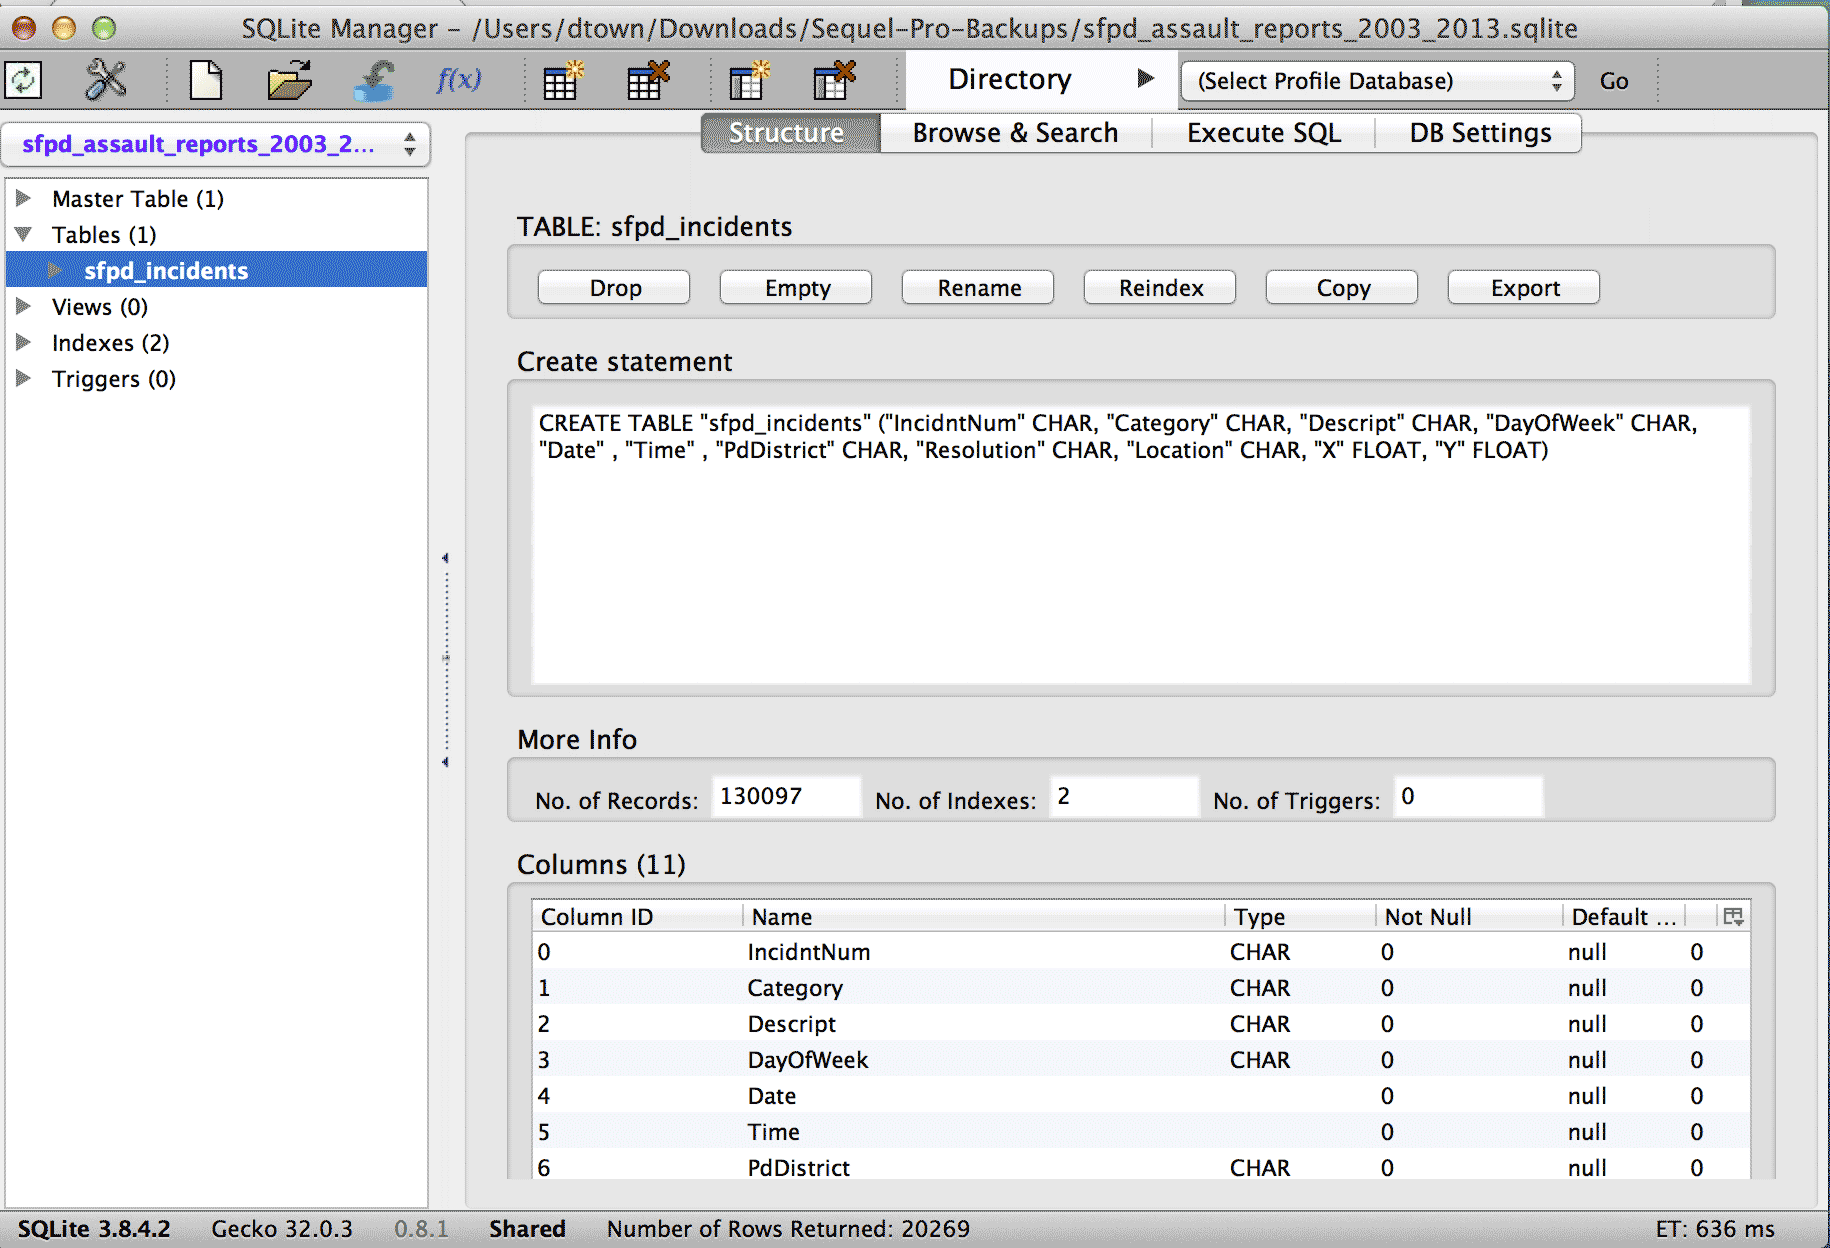 SQLite Manager - /Users/dtown/Downloads/Sequel-Pro-Backups/sfpd_assault_reports_2003_2013.sqlite
f(x) Directory (Select Profile Database) Go
sfpd_assault_reports_2003_2...
Structure Browse & Search Execute SQL DB Settings
Master Table (1)
Tables (1)
sfpd_incidents
Views (0)
Indexes (2)
Triggers (0)
TABLE: sfpd_incidents
Drop Empty Rename Reindex Copy Export
Create statement
CREATE TABLE "sfpd_incidents" ("IncidntNum" CHAR, "Category" CHAR, "Descript" CHAR, "DayOfWeek" CHAR,
"Date" , "Time" , "PdDistrict" CHAR, "Resolution" CHAR, "Location" CHAR, "X" FLOAT, "Y" FLOAT)
More Info
No. of Records: 130097 No. of Indexes: 2 No. of Triggers: 0
Columns (11)
Column ID Name Type Not Null Default ...
0 IncidntNum CHAR 0 null 0
1 Category CHAR 0 null 0
2 Descript CHAR 0 null 0
3 DayOfWeek CHAR 0 null 0
4 Date 0 null 0
5 Time 0 null 0
6 PdDistrict CHAR 0 null 0
SQLite 3.8.4.2 Gecko 32.0.3 0.8.1 Shared Number of Rows Returned: 20269 ET: 636 ms